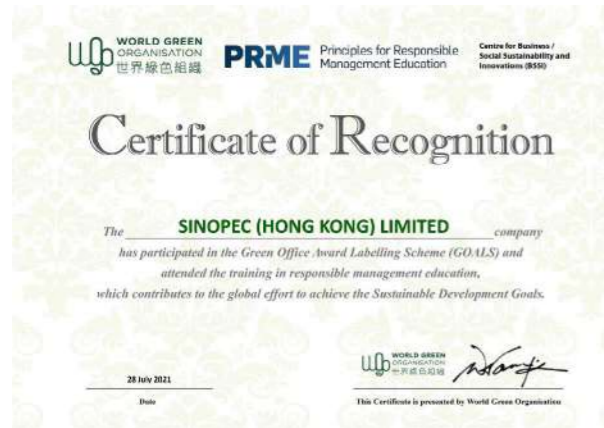 WORLD GREEN
ORGANISATION
世界綠色組織
PRME Principles for Responsible
Management Education
Centre for Business /
Social Sustainability and
Innovations (BSSI)
Certificate of Recognition
The SINOPEC (HONG KONG) LIMITED company
has participated in the Green Office Award Labelling Scheme (GOALS) and
attended the training in responsible management education,
which contributes to the global effort to achieve the Sustainable Development Goals.
WORLD GREEN
ORGANISATION
世界綠色組織
28 July 2021
Date
This Certificate is presented by World Green Organisation